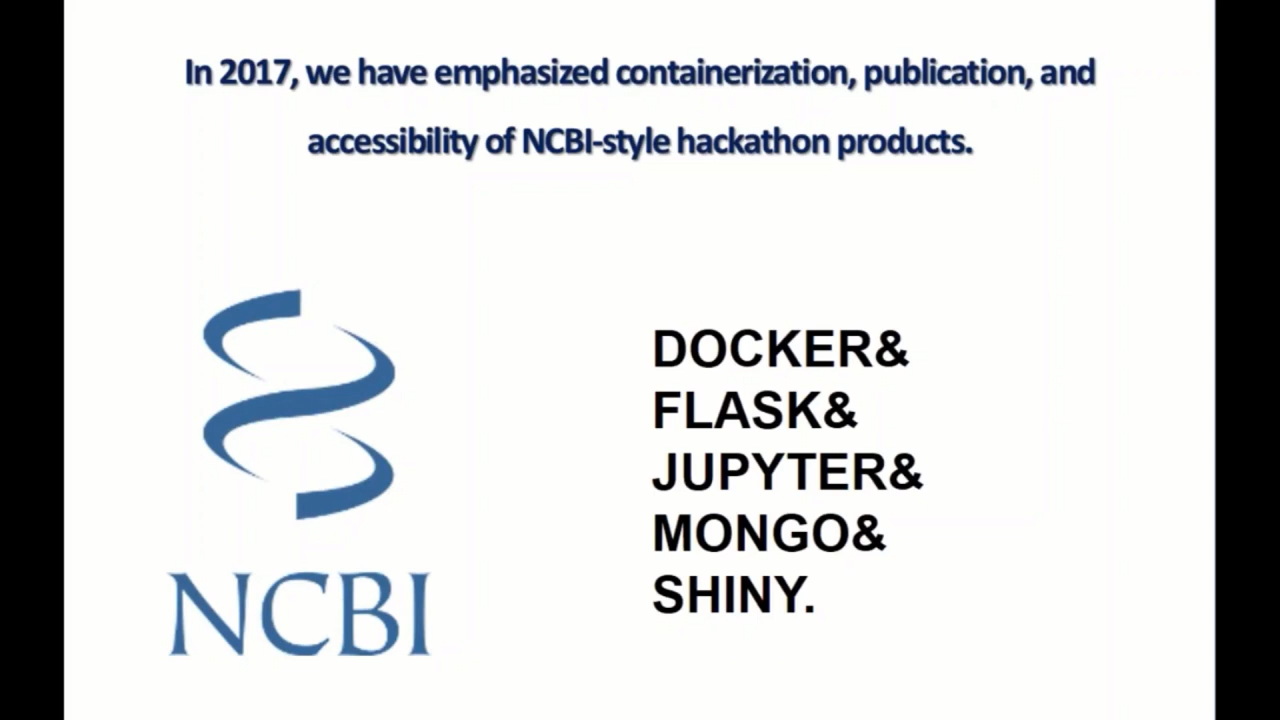 In 2017, we have emphasized containerization, publication, and
accessibility of NCBI-style hackathon products.
DOCKER&
FLASK&
JUPYTER&
MONGO&
SHINY.
NCBI